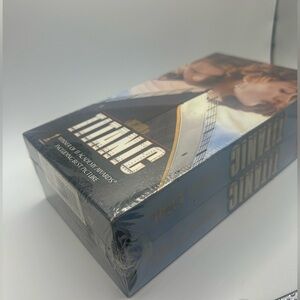 TITANIC
WINNER OF 11 ACADEMY AWARDS®
INCLUDING BEST PICTURE
TITANIC
TITANIC